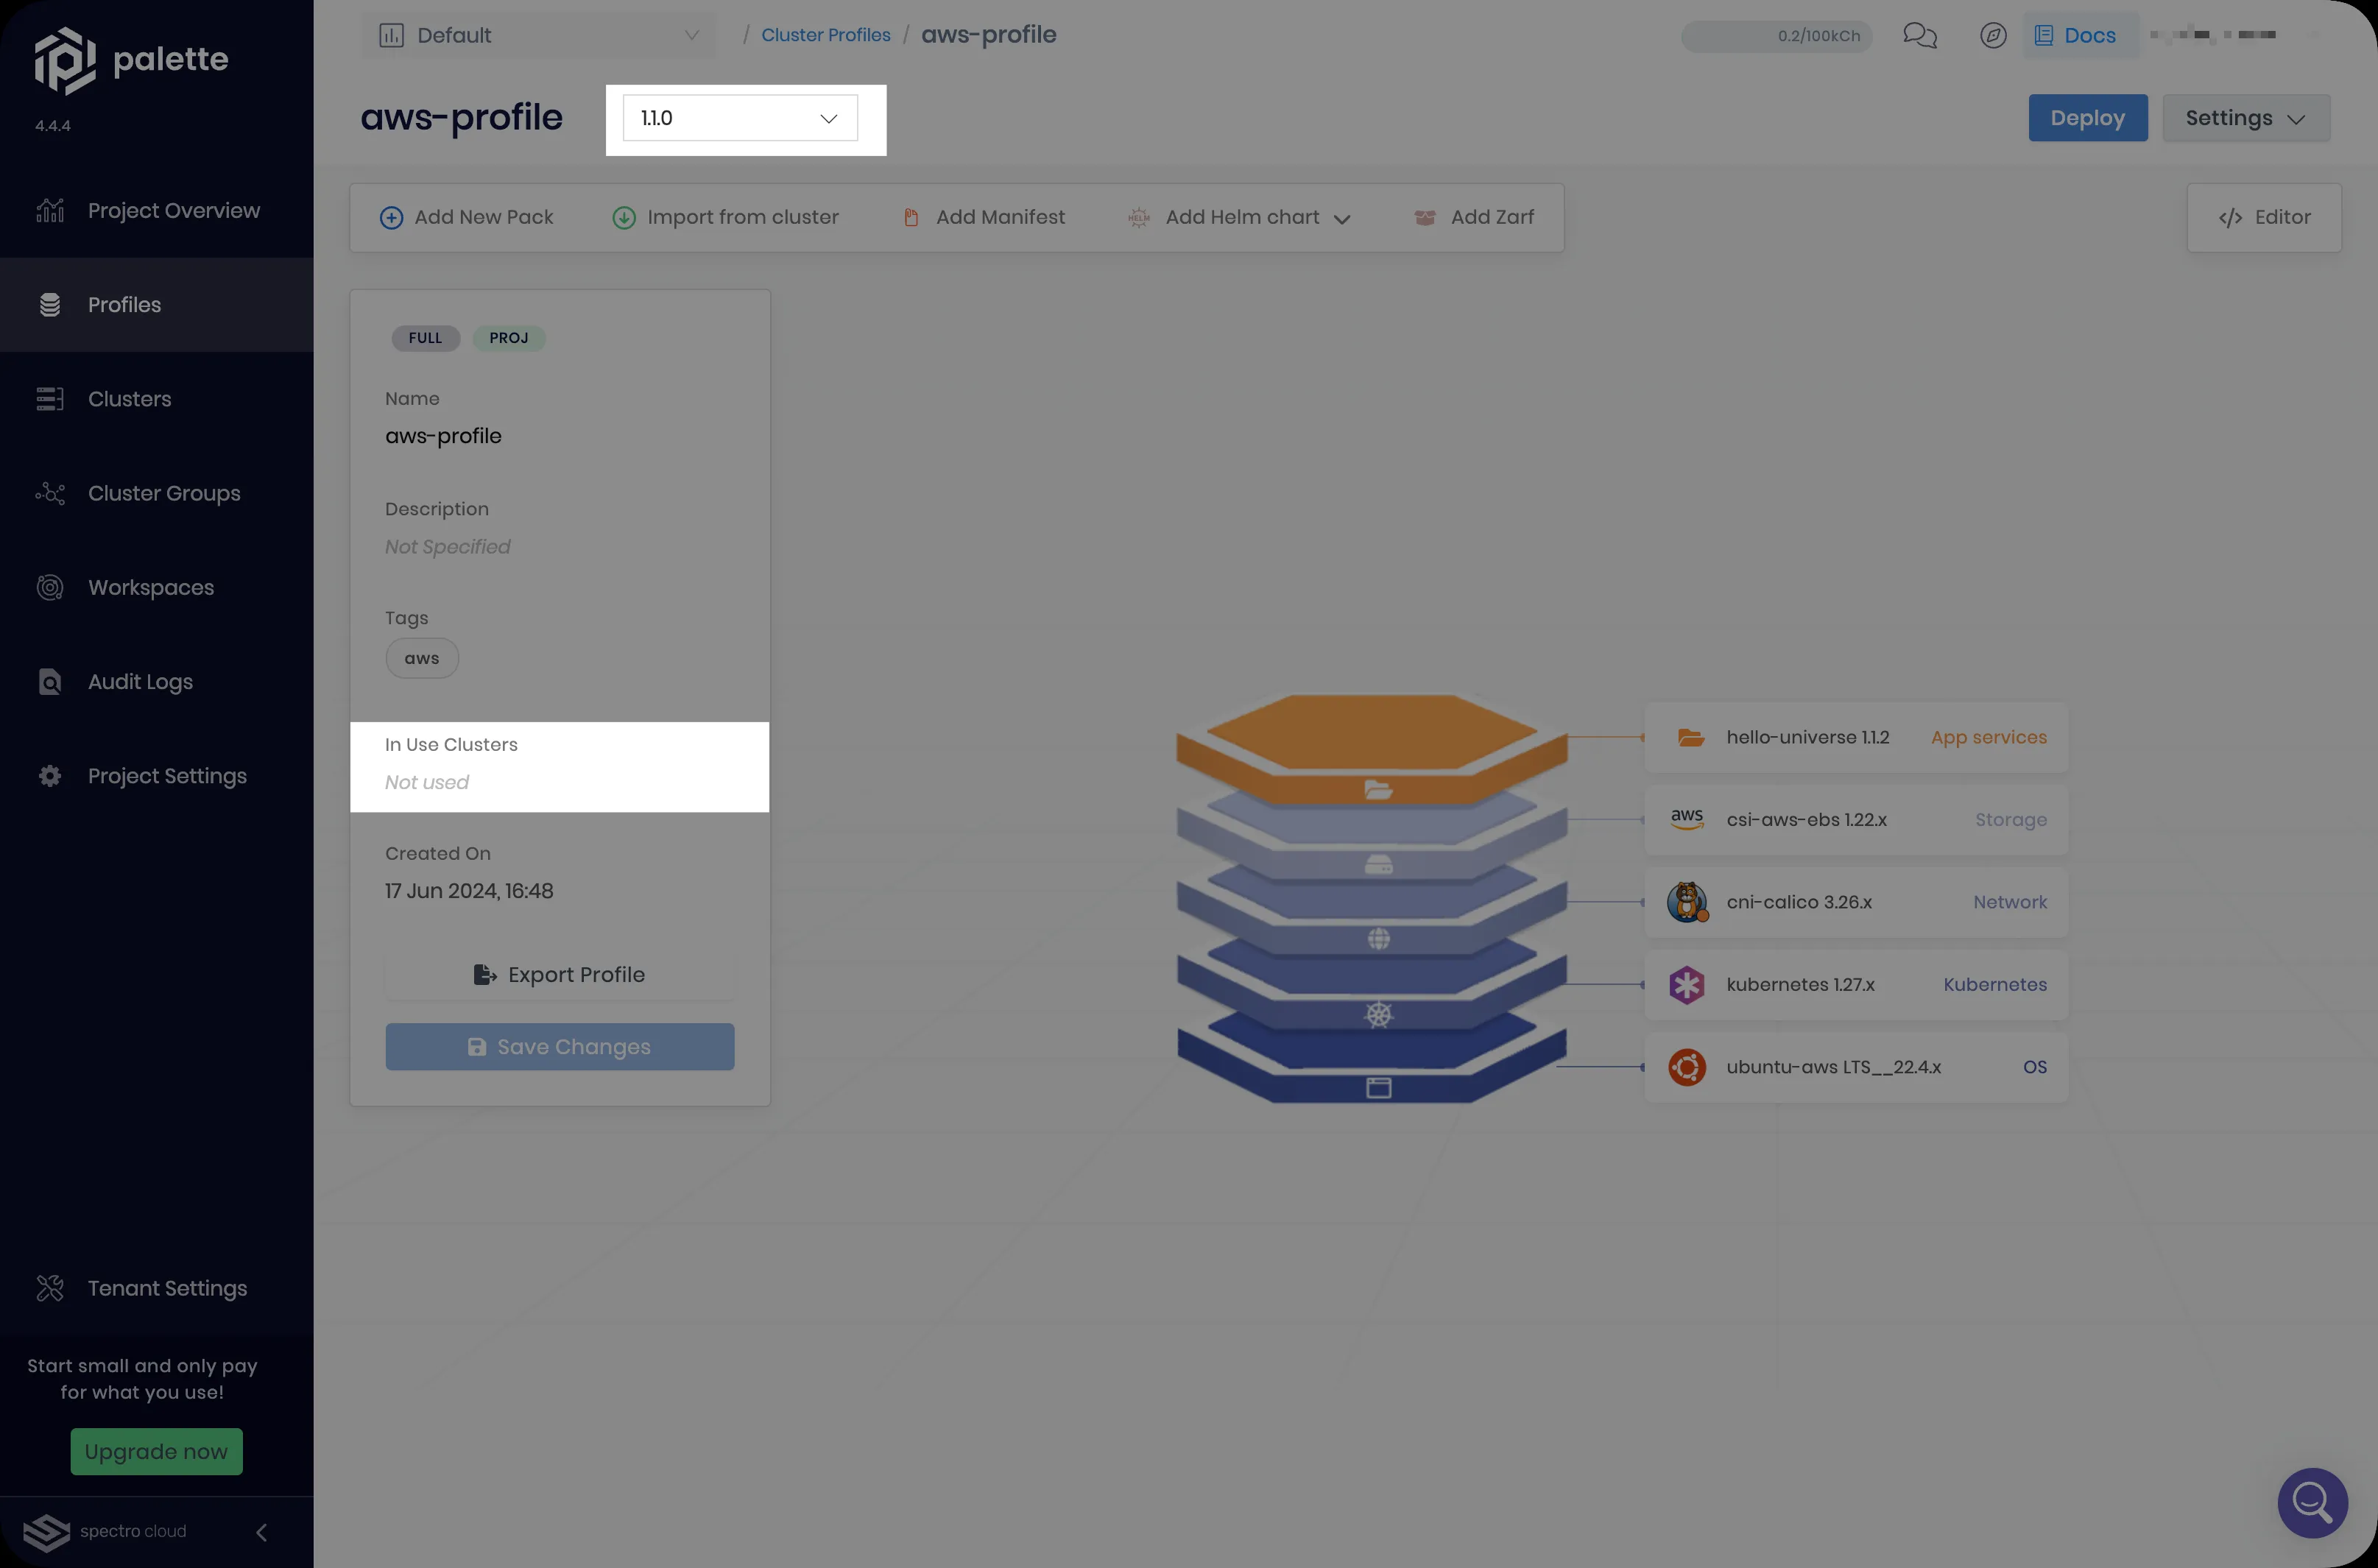 palette
4.4.4
Project Overview
Profiles
Clusters
Cluster Groups
Workspaces
Audit Logs
Project Settings
Tenant Settings
Start small and only pay
for what you use!
Upgrade now
spectro cloud
Default
/ Cluster Profiles / aws-profile
0.2/100kCh
Docs
aws-profile
1.1.0
Deploy
Settings
Add New Pack
Import from cluster
Add Manifest
HELM
Add Helm chart
Add Zarf
</> Editor
FULL
PROJ
Name
aws-profile
Description
Not Specified
Tags
aws
In Use Clusters
Not used
Created On
17 Jun 2024, 16:48
Export Profile
Save Changes
hello-universe 1.1.2 App services
aws csi-aws-ebs 1.22.x Storage
cni-calico 3.26.x Network
kubernetes 1.27.x Kubernetes
ubuntu-aws LTS__22.4.x OS